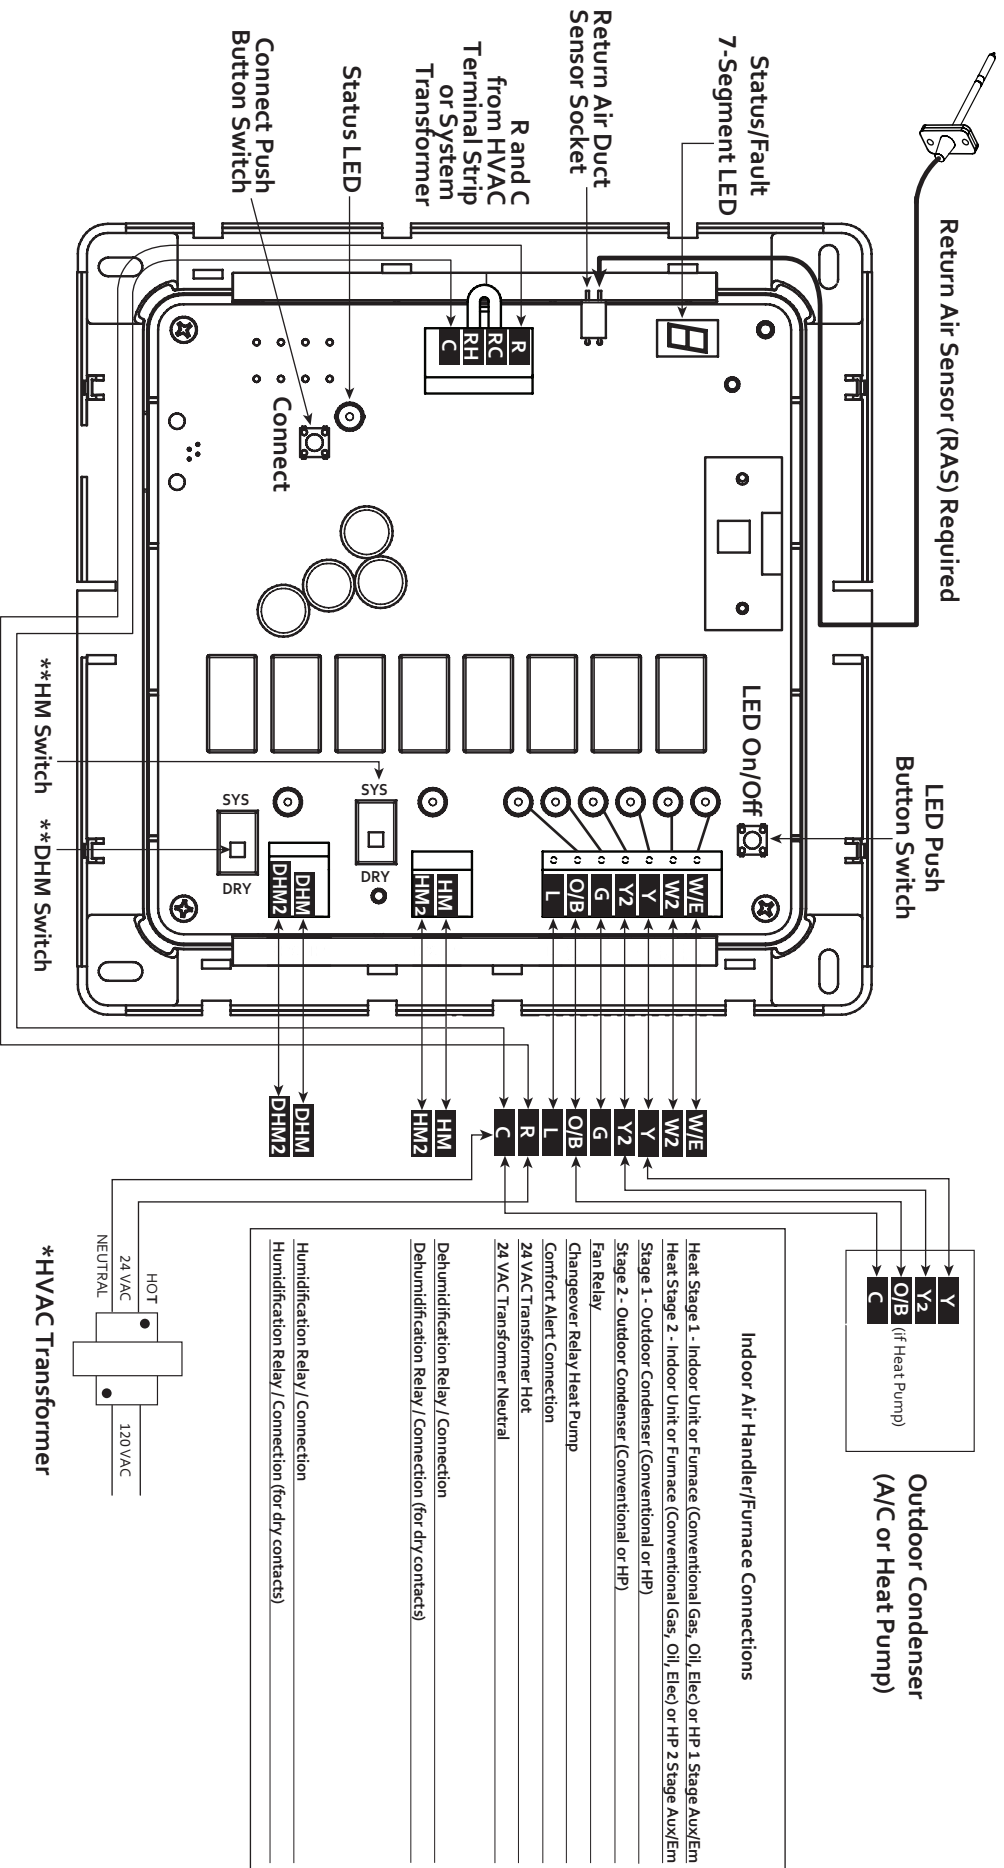 Return Air Sensor (RAS) Required
Status/Fault
7-Segment LED
Return Air Duct
Sensor Socket
R and C
from HVAC
Terminal Strip
or System
Transformer
Status LED
Connect Push
Button Switch
R
RC
RH
C
Connect
LED Push
Button Switch
LED On/Off
**HM Switch
**DHM Switch
SYS
DRY
SYS
DRY
W/E
W2
Y
Y2
G
O/B
L
HM
HM2
DHM
DHM2
W/E
W2
Y
Y2
G
O/B
L
R
C
HM
HM2
DHM
DHM2
Outdoor Condenser
(A/C or Heat Pump)
Y
Y2
O/B (if Heat Pump)
C
Indoor Air Handler/Furnace Connections
Heat Stage 1 - Indoor Unit or Furnace (Conventional Gas, Oil, Elec) or HP 1 Stage Aux/Em
Heat Stage 2 - Indoor Unit or Furnace (Conventional Gas, Oil, Elec) or HP 2 Stage Aux/Em
Stage 1 - Outdoor Condenser (Conventional or HP)
Stage 2 - Outdoor Condenser (Conventional or HP)
Fan Relay
Changeover Relay Heat Pump
Comfort Alert Connection
24 VAC Transformer Hot
24 VAC Transformer Neutral
Dehumidification Relay / Connection
Dehumidification Relay / Connection (for dry contacts)
Humidification Relay / Connection
Humidification Relay / Connection (for dry contacts)
HOT
24 VAC
NEUTRAL
120 VAC
*HVAC Transformer